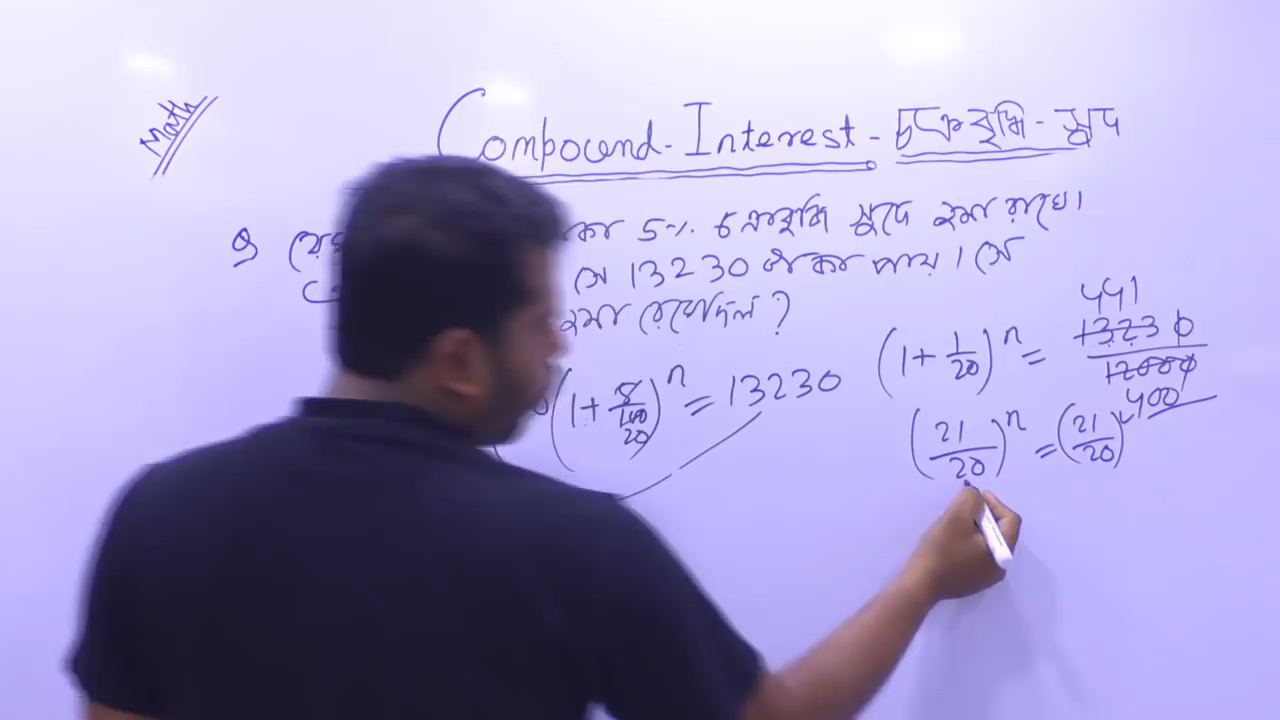 Math
Compound-Interest - চক্রবৃদ্ধি-সুদ
5% চক্রবৃদ্ধি সুদে জমা রাখে।
সে 13230 টাকা পায়। সে
জমা রেখেছিল?
(1 + 5/100 20)^n = 13230
(1 + 1/20)^n = 441 13230/12000 400
(21/20)^n = (21/20)^2